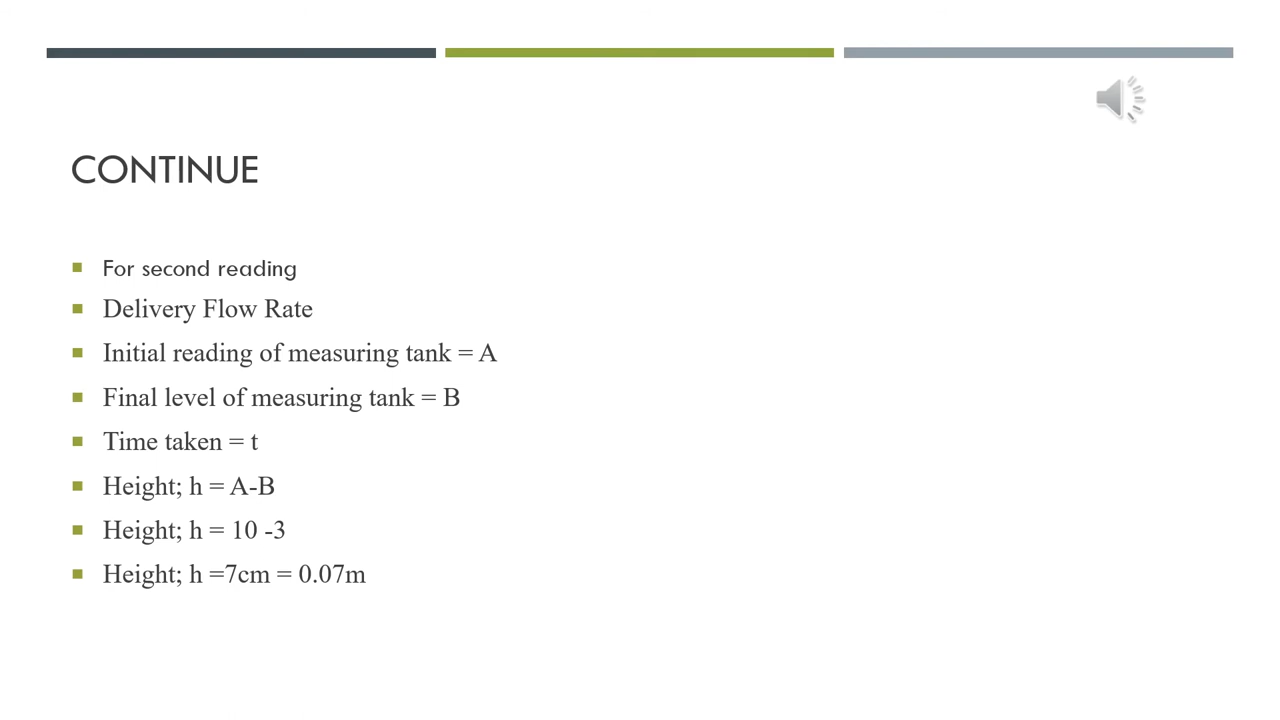 CONTINUE
For second reading
Delivery Flow Rate
Initial reading of measuring tank = A
Final level of measuring tank = B
Time taken = t
Height; h = A-B
Height; h = 10 -3
Height; h =7cm = 0.07m